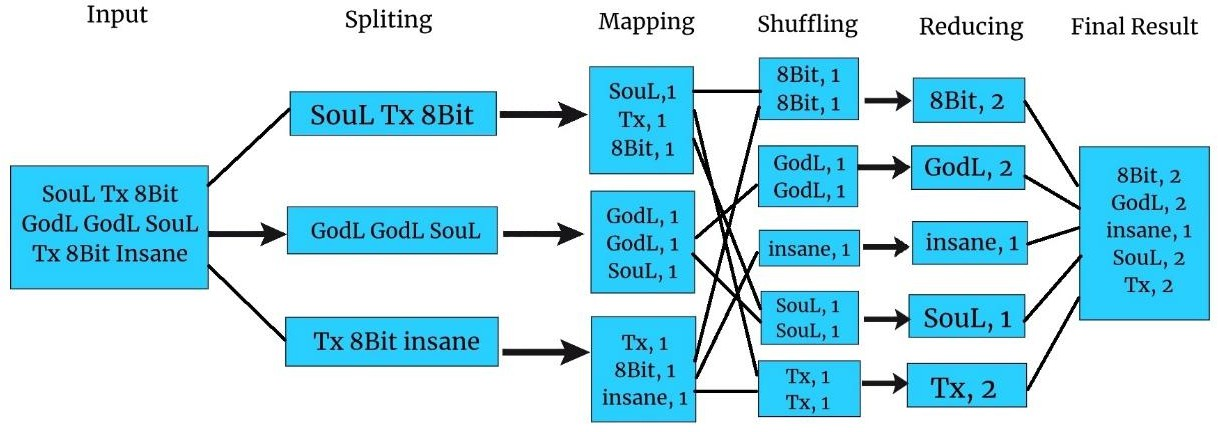 Input
Spliting
Mapping
Shuffling
Reducing
Final Result
SouL Tx 8Bit
GodL GodL SouL
Tx 8Bit Insane
SouL Tx 8Bit
GodL GodL SouL
Tx 8Bit insane
SouL,1
Tx, 1
8Bit, 1
GodL, 1
GodL, 1
SouL, 1
Tx, 1
8Bit, 1
insane, 1
8Bit, 1
8Bit, 1
GodL, 1
GodL, 1
insane, 1
SouL, 1
SouL, 1
Tx, 1
Tx, 1
8Bit, 2
GodL, 2
insane, 1
SouL, 1
Tx, 2
8Bit, 2
GodL, 2
insane, 1
SouL, 2
Tx, 2